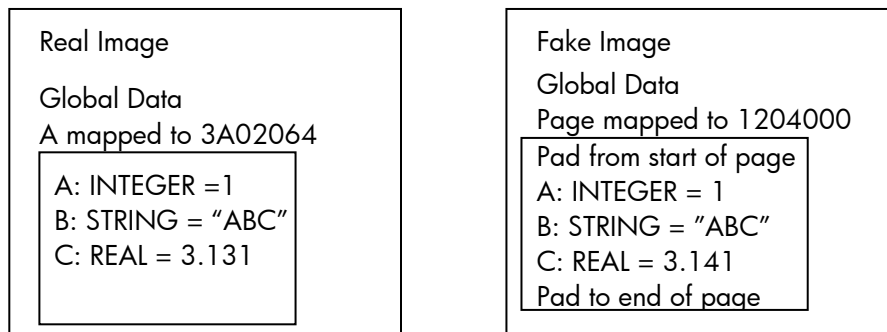 Real Image
Global Data
A mapped to 3A02064
A: INTEGER =1
B: STRING = “ABC”
C: REAL = 3.131
Fake Image
Global Data
Page mapped to 1204000
Pad from start of page
A: INTEGER = 1
B: STRING = ”ABC”
C: REAL = 3.141
Pad to end of page